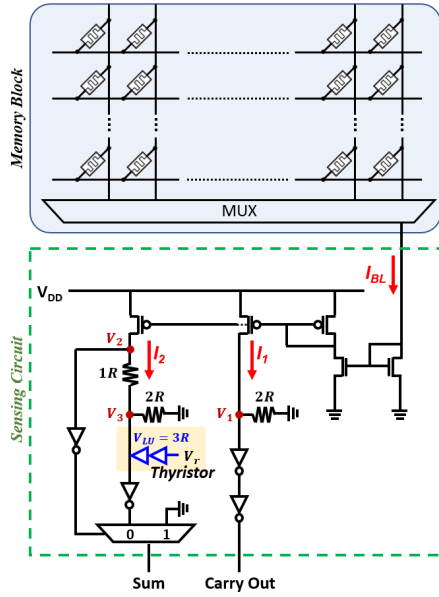 Memory Block
MUX
Sensing Circuit
I_BL
V_DD
V_2
I_2
I_1
1R
2R
2R
V_3
V_1
V_LU = 3R
V_r
Thyristor
0 1
Sum
Carry Out